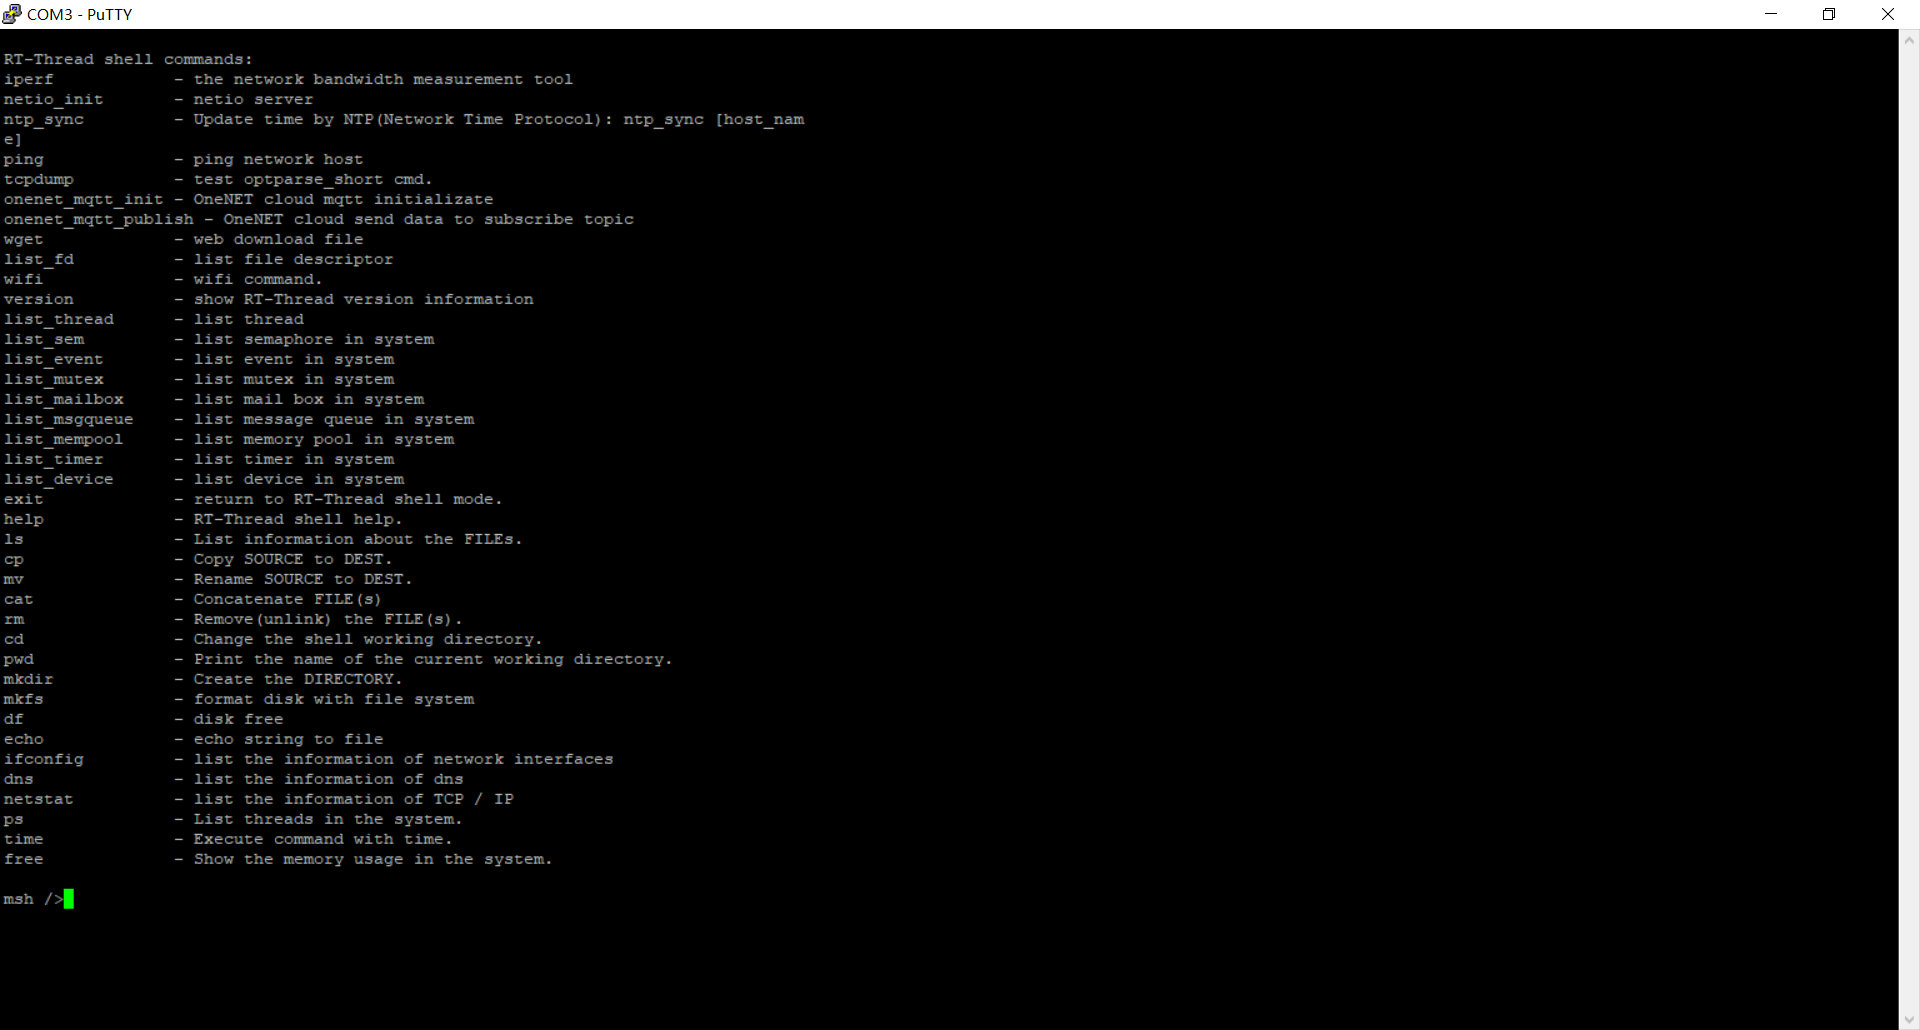 COM3 - PuTTY
RT-Thread shell commands:
iperf            - the network bandwidth measurement tool
netio_init       - netio server
ntp_sync         - Update time by NTP(Network Time Protocol): ntp_sync [host_nam
e]
ping             - ping network host
tcpdump          - test optparse_short cmd.
onenet_mqtt_init - OneNET cloud mqtt initializate
onenet_mqtt_publish - OneNET cloud send data to subscribe topic
wget             - web download file
list_fd          - list file descriptor
wifi             - wifi command.
version          - show RT-Thread version information
list_thread      - list thread
list_sem         - list semaphore in system
list_event       - list event in system
list_mutex       - list mutex in system
list_mailbox     - list mail box in system
list_msgqueue    - list message queue in system
list_mempool     - list memory pool in system
list_timer       - list timer in system
list_device      - list device in system
exit             - return to RT-Thread shell mode.
help             - RT-Thread shell help.
ls               - List information about the FILEs.
cp               - Copy SOURCE to DEST.
mv               - Rename SOURCE to DEST.
cat              - Concatenate FILE(s)
rm               - Remove(unlink) the FILE(s).
cd               - Change the shell working directory.
pwd              - Print the name of the current working directory.
mkdir            - Create the DIRECTORY.
mkfs             - format disk with file system
df               - disk free
echo             - echo string to file
ifconfig         - list the information of network interfaces
dns              - list the information of dns
netstat          - list the information of TCP / IP
ps               - List threads in the system.
time             - Execute command with time.
free             - Show the memory usage in the system.
msh />